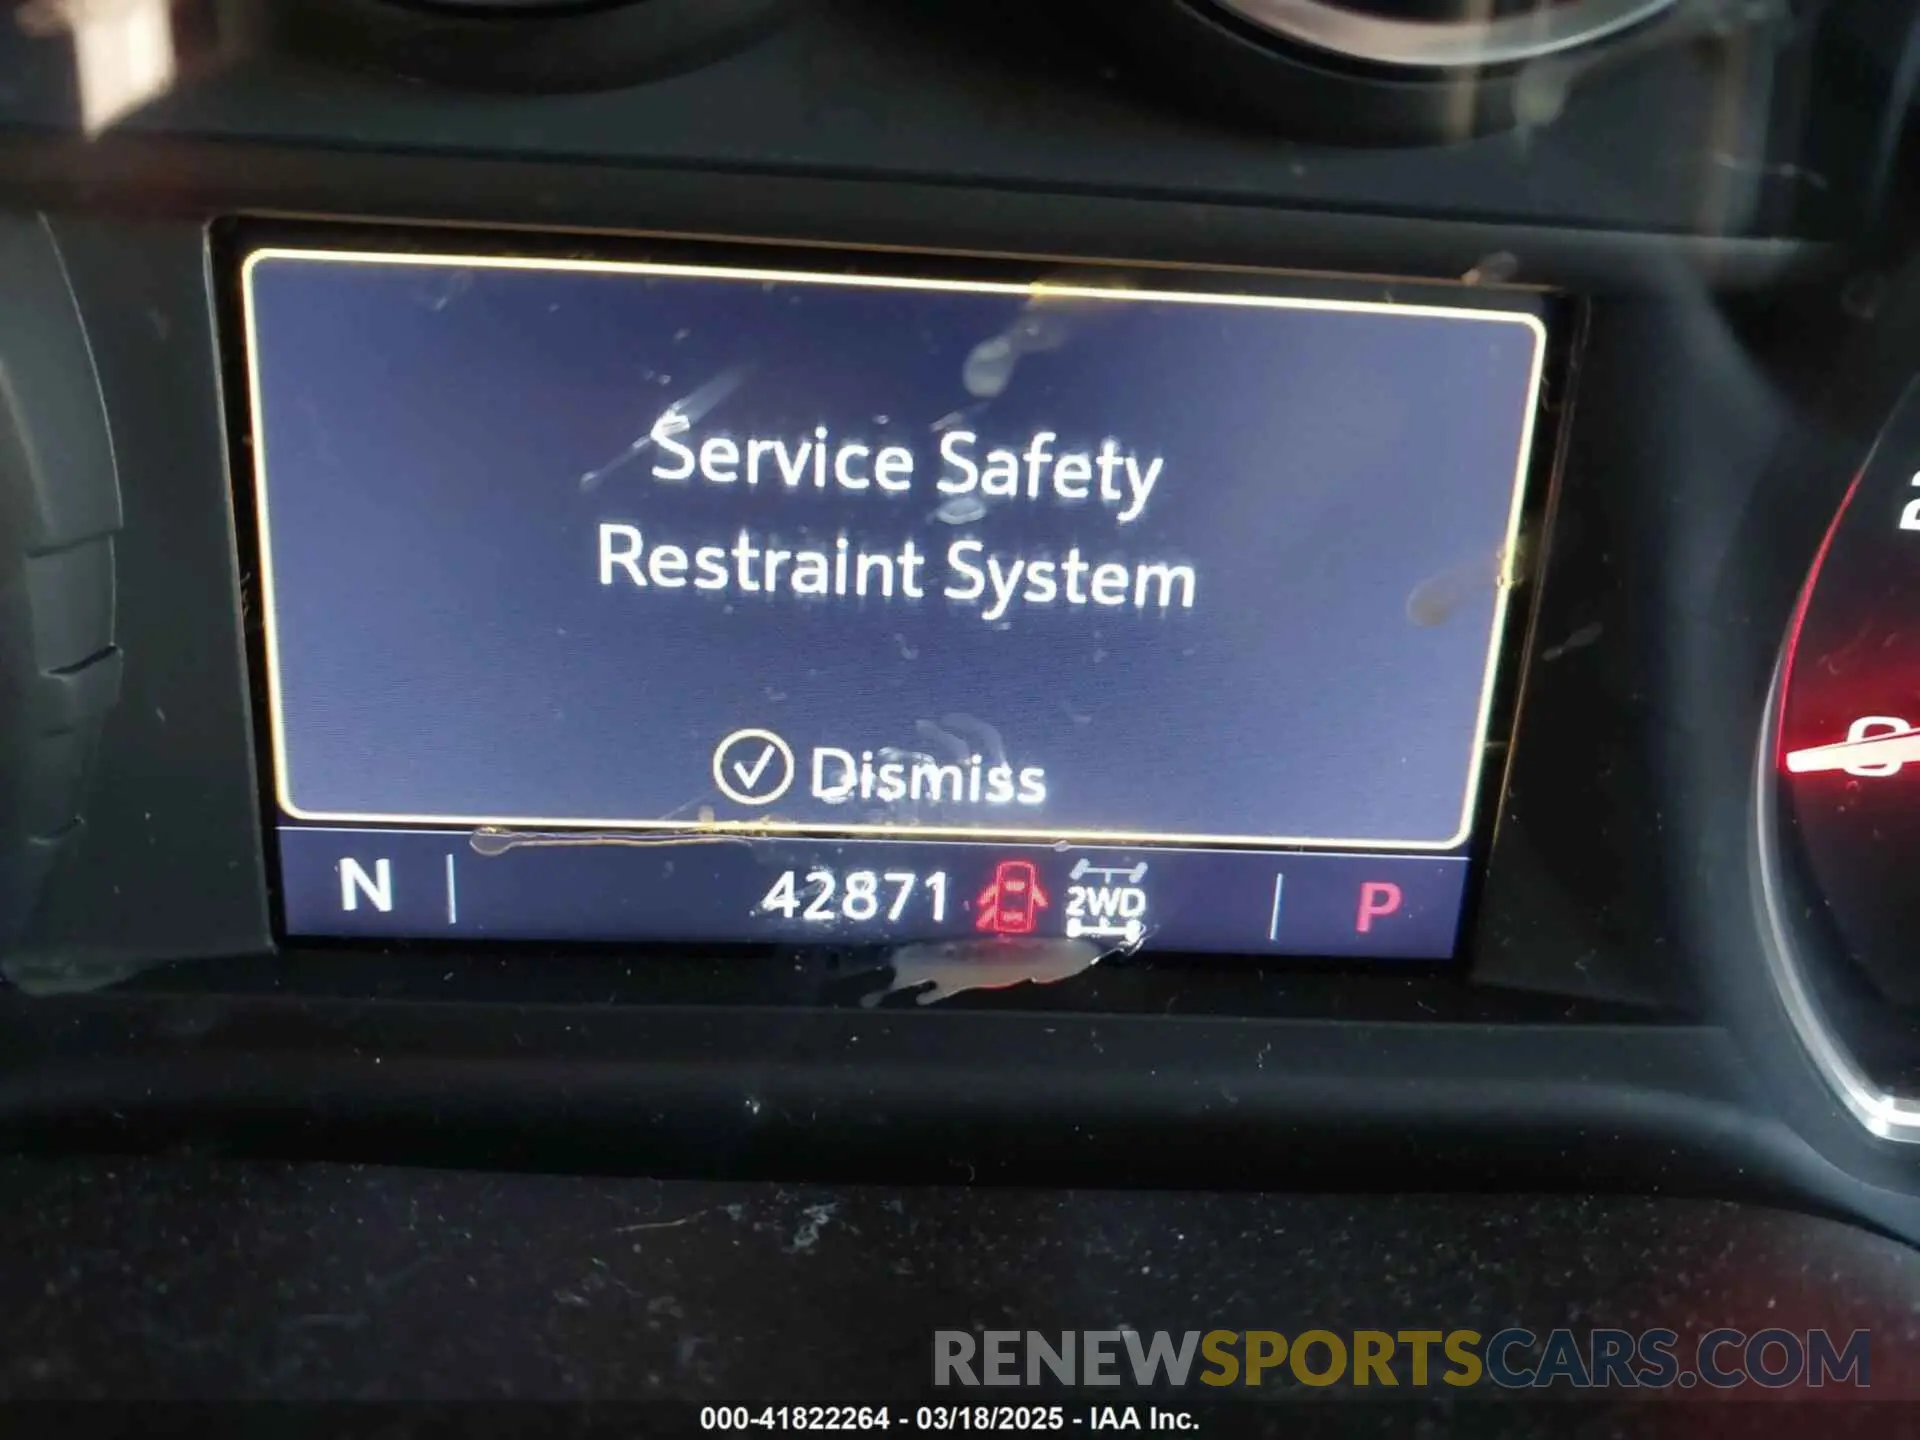 Service Safety
Restraint System
Dismiss
N 42871 2WD P
RENEWSPORTSCARS.COM
000-41822264 - 03/18/2025 - IAA Inc.